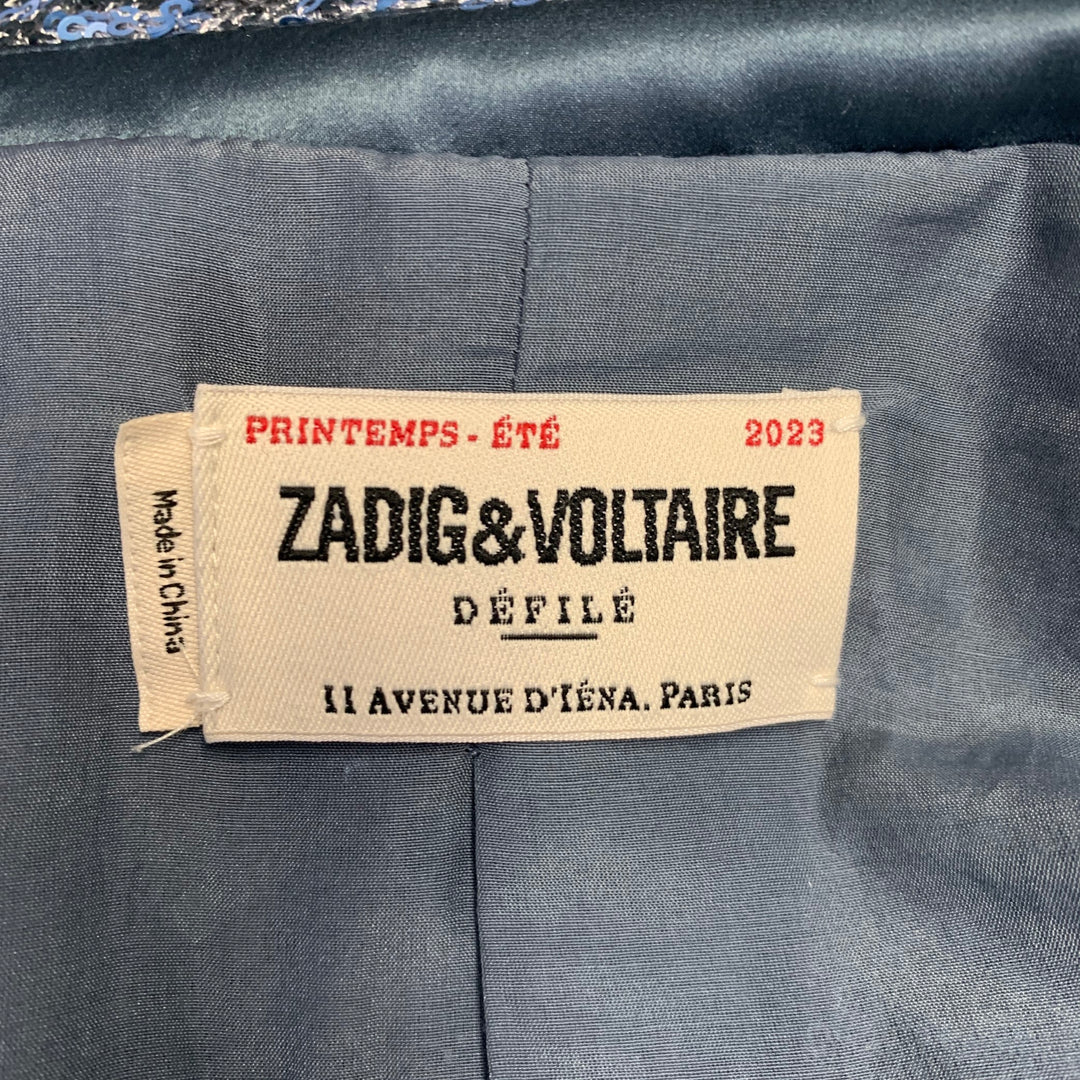 PRINTEMPS - ÉTÉ 2023
ZADIG&VOLTAIRE
DÉFILÉ
11 AVENUE D'IÉNA. PARIS
Made in China